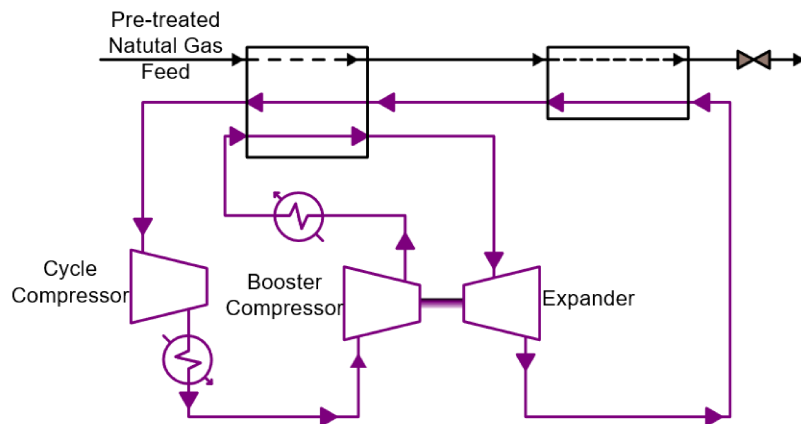 Pre-treated
Natutal Gas
Feed
Cycle
Compressor
Booster
Compressor
Expander